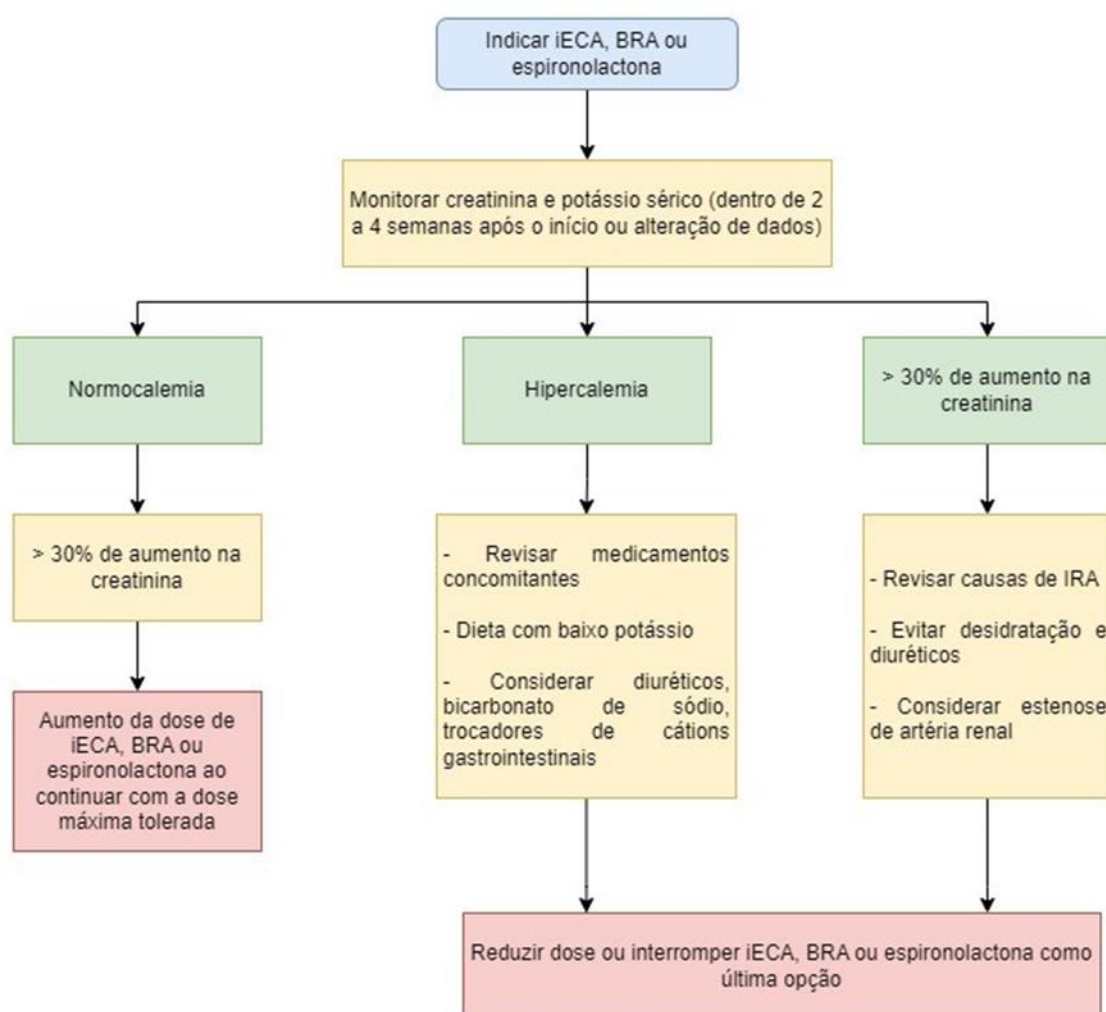 Indicar iECA, BRA ou
espironolactona
Monitorar creatinina e potássio sérico (dentro de 2
a 4 semanas após o início ou alteração de dados)
Normocalemia
Hipercalemia
> 30% de aumento na
creatinina
> 30% de aumento na
creatinina
- Revisar medicamentos
concomitantes
- Dieta com baixo potássio
- Considerar diuréticos,
bicarbonato de sódio,
trocadores de cátions
gastrointestinais
- Revisar causas de IRA
- Evitar desidratação e
diuréticos
- Considerar estenose
de artéria renal
Aumento da dose de
iECA, BRA ou
espironolactona ao
continuar com a dose
máxima tolerada
Reduzir dose ou interromper iECA, BRA ou espironolactona como
última opção